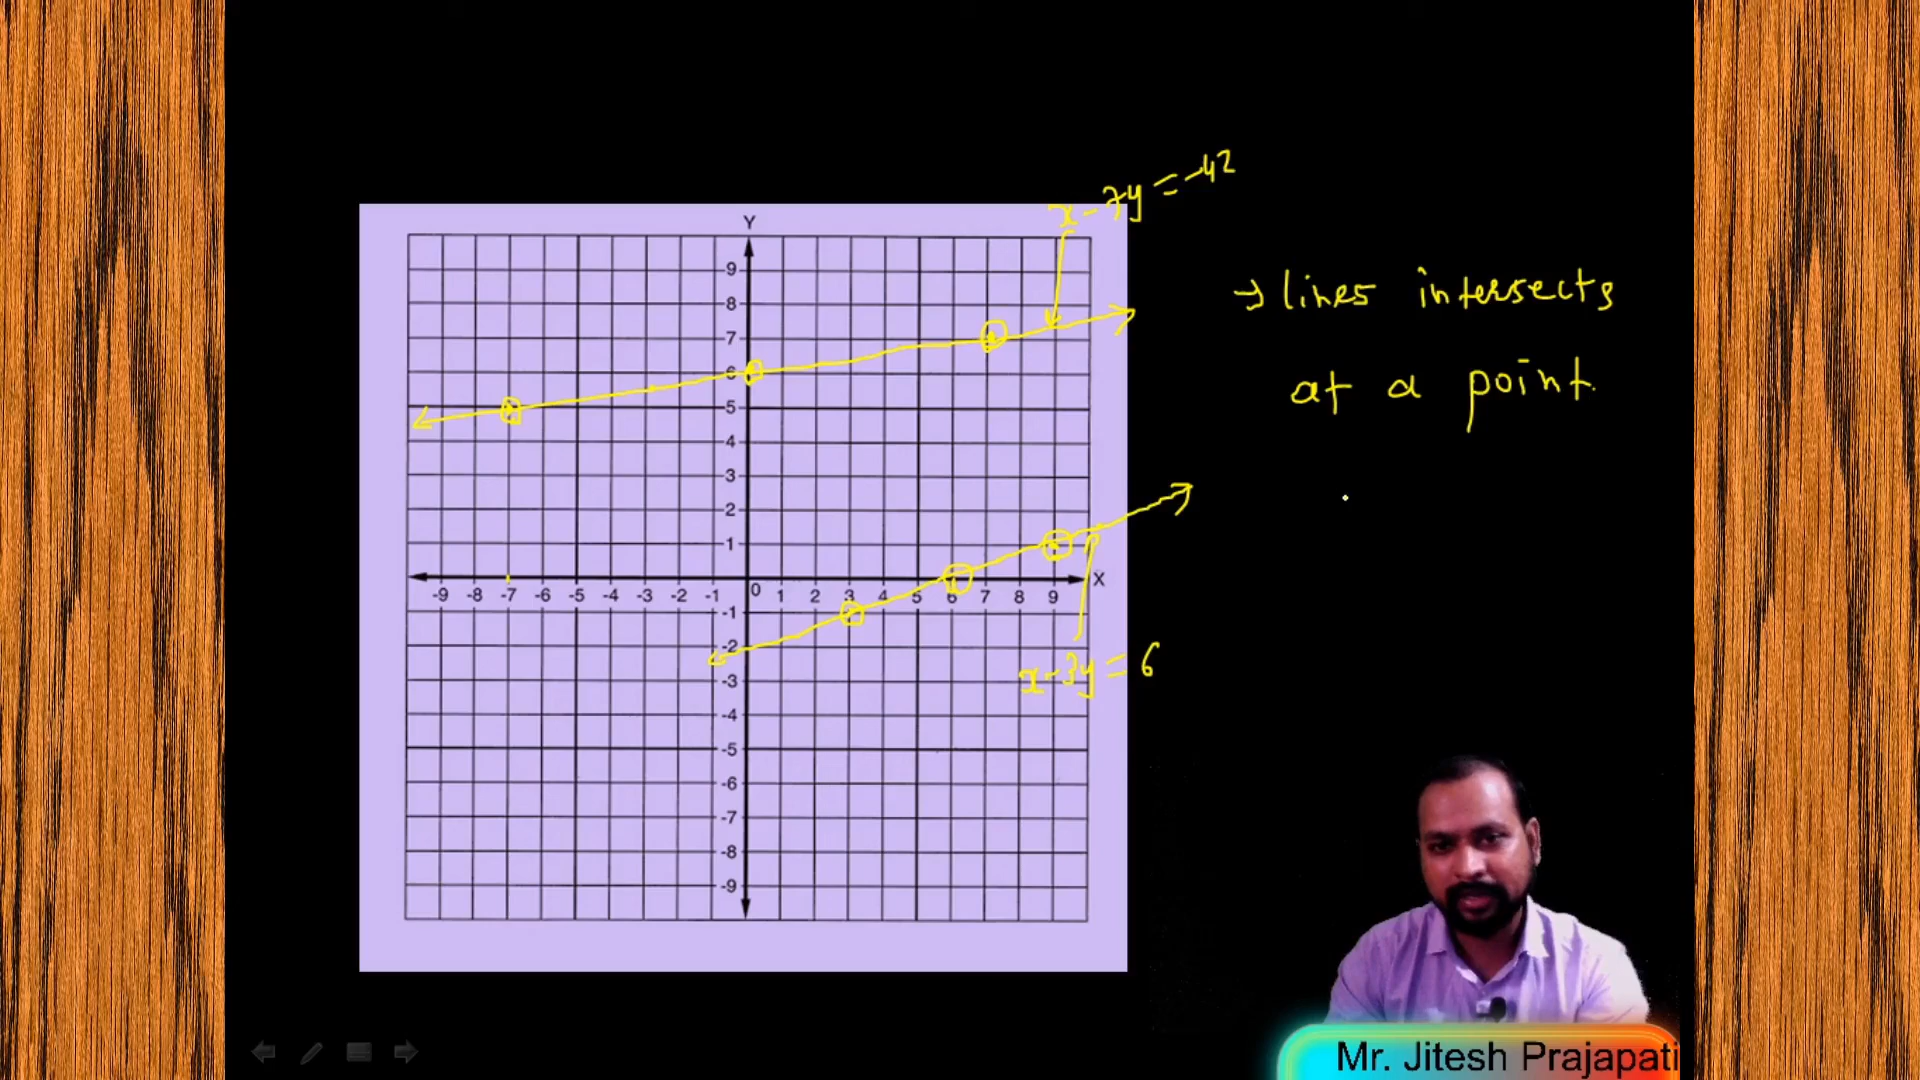 x - 7y = -42
Y
→ lines intersects
at a point.
9
8
7
6
5
4
3
2
1
X
-9 -8 -7 -6 -5 -4 -3 -2 -1 0 1 2 3 4 5 6 7 8 9
-1
-2
-3
-4
-5
-6
-7
-8
-9
x - 3y = 6
Mr. Jitesh Prajapati